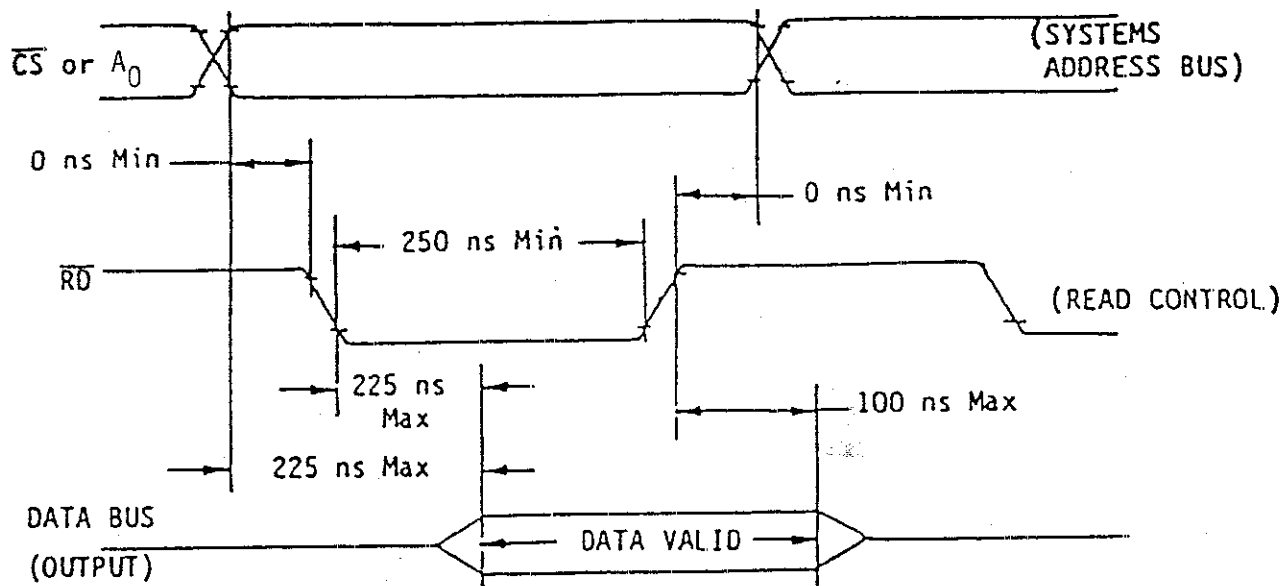 CS or A0
(SYSTEMS
ADDRESS BUS)
0 ns Min
0 ns Min
250 ns Min
RD
(READ CONTROL)
225 ns
Max
100 ns Max
225 ns Max
DATA BUS
(OUTPUT)
DATA VALID